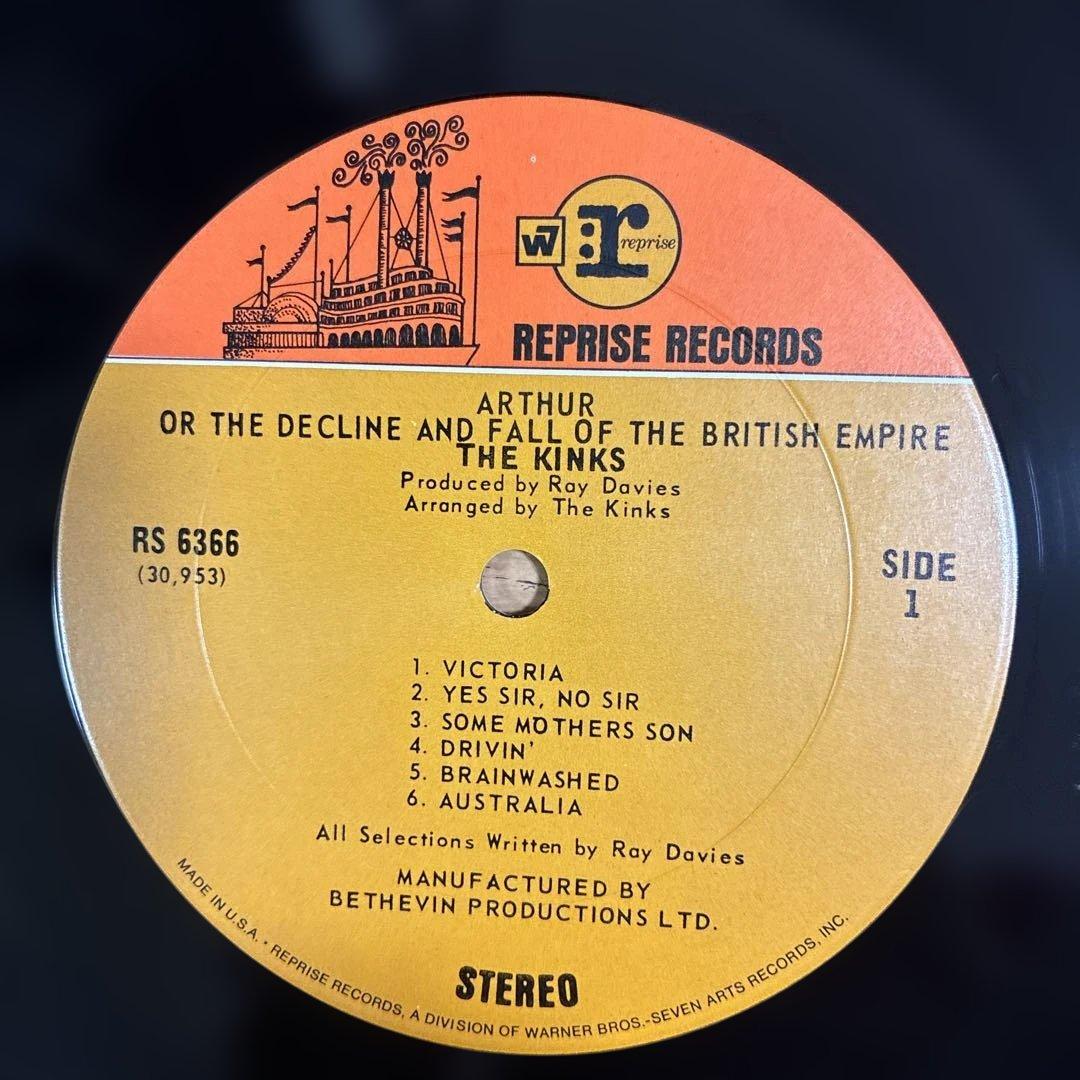 W7
r
reprise
REPRISE RECORDS
ARTHUR
OR THE DECLINE AND FALL OF THE BRITISH EMPIRE
THE KINKS
Produced by Ray Davies
Arranged by The Kinks
RS 6366
(30,953)
SIDE
1
1. VICTORIA
2. YES SIR, NO SIR
3. SOME MOTHERS SON
4. DRIVIN'
5. BRAINWASHED
6. AUSTRALIA
All Selections Written by Ray Davies
MANUFACTURED BY
BETHEVIN PRODUCTIONS LTD.
STEREO
MADE IN U.S.A. • REPRISE RECORDS, A DIVISION OF WARNER BROS.-SEVEN ARTS RECORDS, INC.